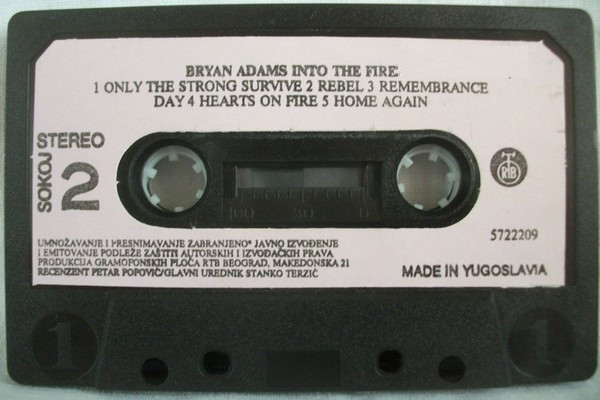 BRYAN ADAMS INTO THE FIRE
1 ONLY THE STRONG SURVIVE 2 REBEL 3 REMEMBRANCE
DAY 4 HEARTS ON FIRE 5 HOME AGAIN
STEREO
SOKOJ
2
RTB
100 50 0
5722209
UMNOŽAVANJE I PRESNIMAVANJE ZABRANJENO* JAVNO IZVOĐENJE
I EMITOVANJE PODLEŽE ZAŠTITI AUTORSKIH I IZVOĐAČKIH PRAVA
PRODUKCIJA GRAMOFONSKIH PLOČA RTB BEOGRAD, MAKEDONSKA 21
RECENZENT PETAR POPOVIĆ/GLAVNI UREDNIK STANKO TERZIĆ
MADE IN YUGOSLAVIA
1 1